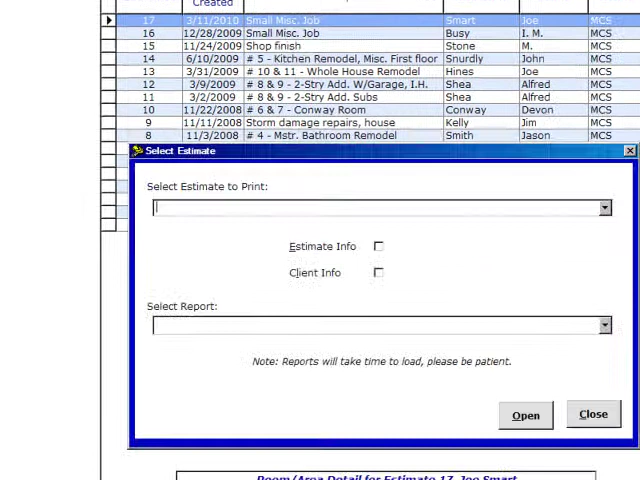 Created
17 3/11/2010 Small Misc. Job Smart Joe MCS
16 12/28/2009 Small Misc. Job Busy I. M. MCS
15 11/24/2009 Shop finish Stone M. MCS
14 6/10/2009 # 5 - Kitchen Remodel, Misc. First floor Snurdly John MCS
13 3/31/2009 # 10 & 11 - Whole House Remodel Hines Joe MCS
12 3/9/2009 # 8 & 9 - 2-Stry Add. W/Garage, I.H. Shea Alfred MCS
11 3/2/2009 # 8 & 9 - 2-Stry Add. Subs Shea Alfred MCS
10 11/22/2008 # 6 & 7 - Conway Room Conway Devon MCS
9 11/11/2008 Storm damage repairs, house Kelly Jim MCS
8 11/3/2008 # 4 - Mstr. Bathroom Remodel Smith Jason MCS
Select Estimate
Select Estimate to Print:
Estimate Info
Client Info
Select Report:
Note: Reports will take time to load, please be patient.
Open Close
Room/Area Detail for Estimate 17, Joe Smart